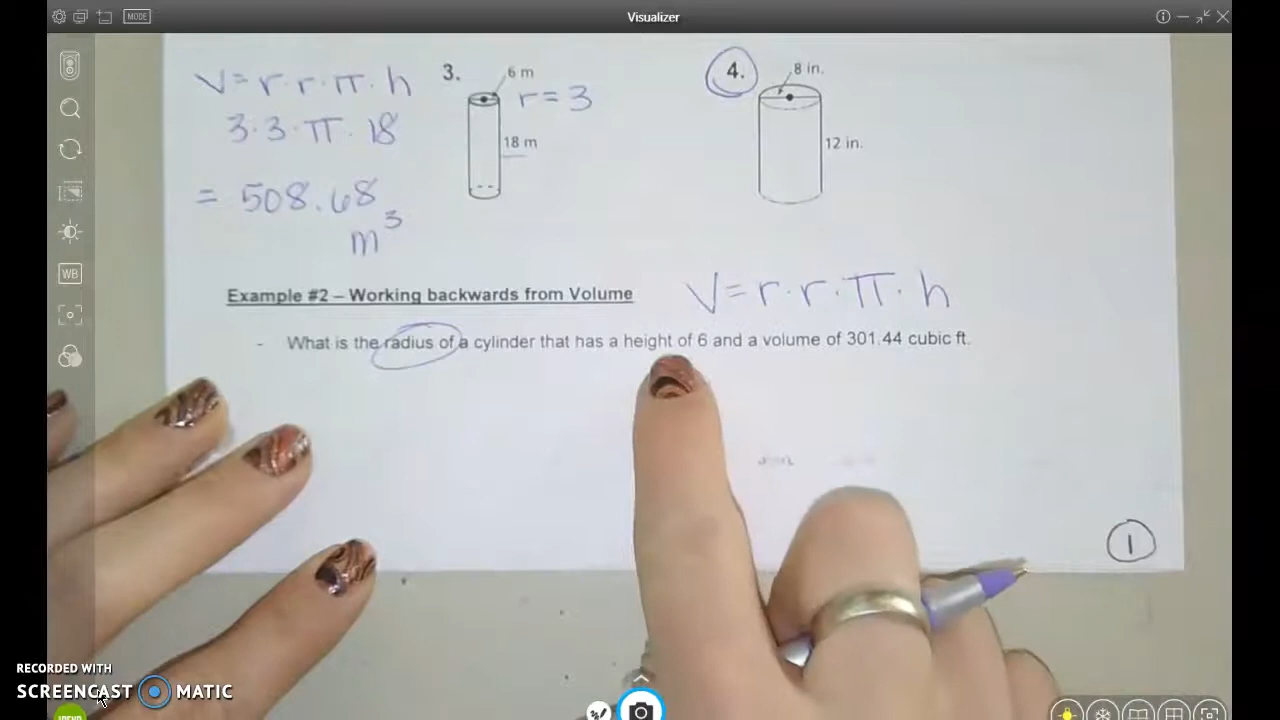 MODE
Visualizer
WB
V = r · r · π · h
3 · 3 · π · 18
= 508.68
m³
3.
6 m
r = 3
18 m
4.
8 in.
12 in.
Example #2 – Working backwards from Volume
V = r · r · π · h
- What is the radius of a cylinder that has a height of 6 and a volume of 301.44 cubic ft.
1
RECORDED WITH
SCREENCAST MATIC